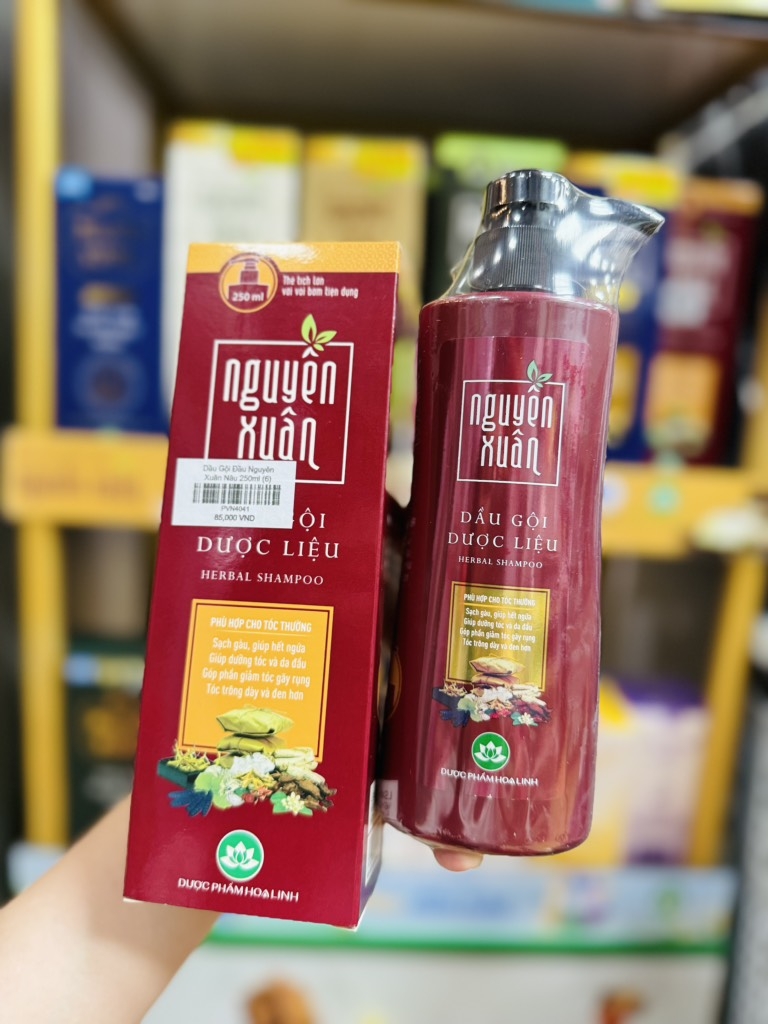 250 ml
Thể tích lớn
với vòi bơm tiện dụng
nguyên
xuân
Dầu Gội Đầu Nguyên
Xuân Nâu 250ml (6)
PVN4041
85,000 VND
GỘI
DƯỢC LIỆU
HERBAL SHAMPOO
PHÙ HỢP CHO TÓC THƯỜNG
Sạch gàu, giúp hết ngứa
Giúp dưỡng tóc và da đầu
Góp phần giảm tóc gãy rụng
Tóc trông dày và đen hơn
DƯỢC PHẨM HOA LINH
nguyên
xuân
DẦU GỘI
DƯỢC LIỆU
HERBAL SHAMPOO
PHÙ HỢP CHO TÓC THƯỜNG
Sạch gàu, giúp hết ngứa
Giúp dưỡng tóc và da đầu
Góp phần giảm tóc gãy rụng
Tóc trông dày và đen hơn
DƯỢC PHẨM HOA LINH